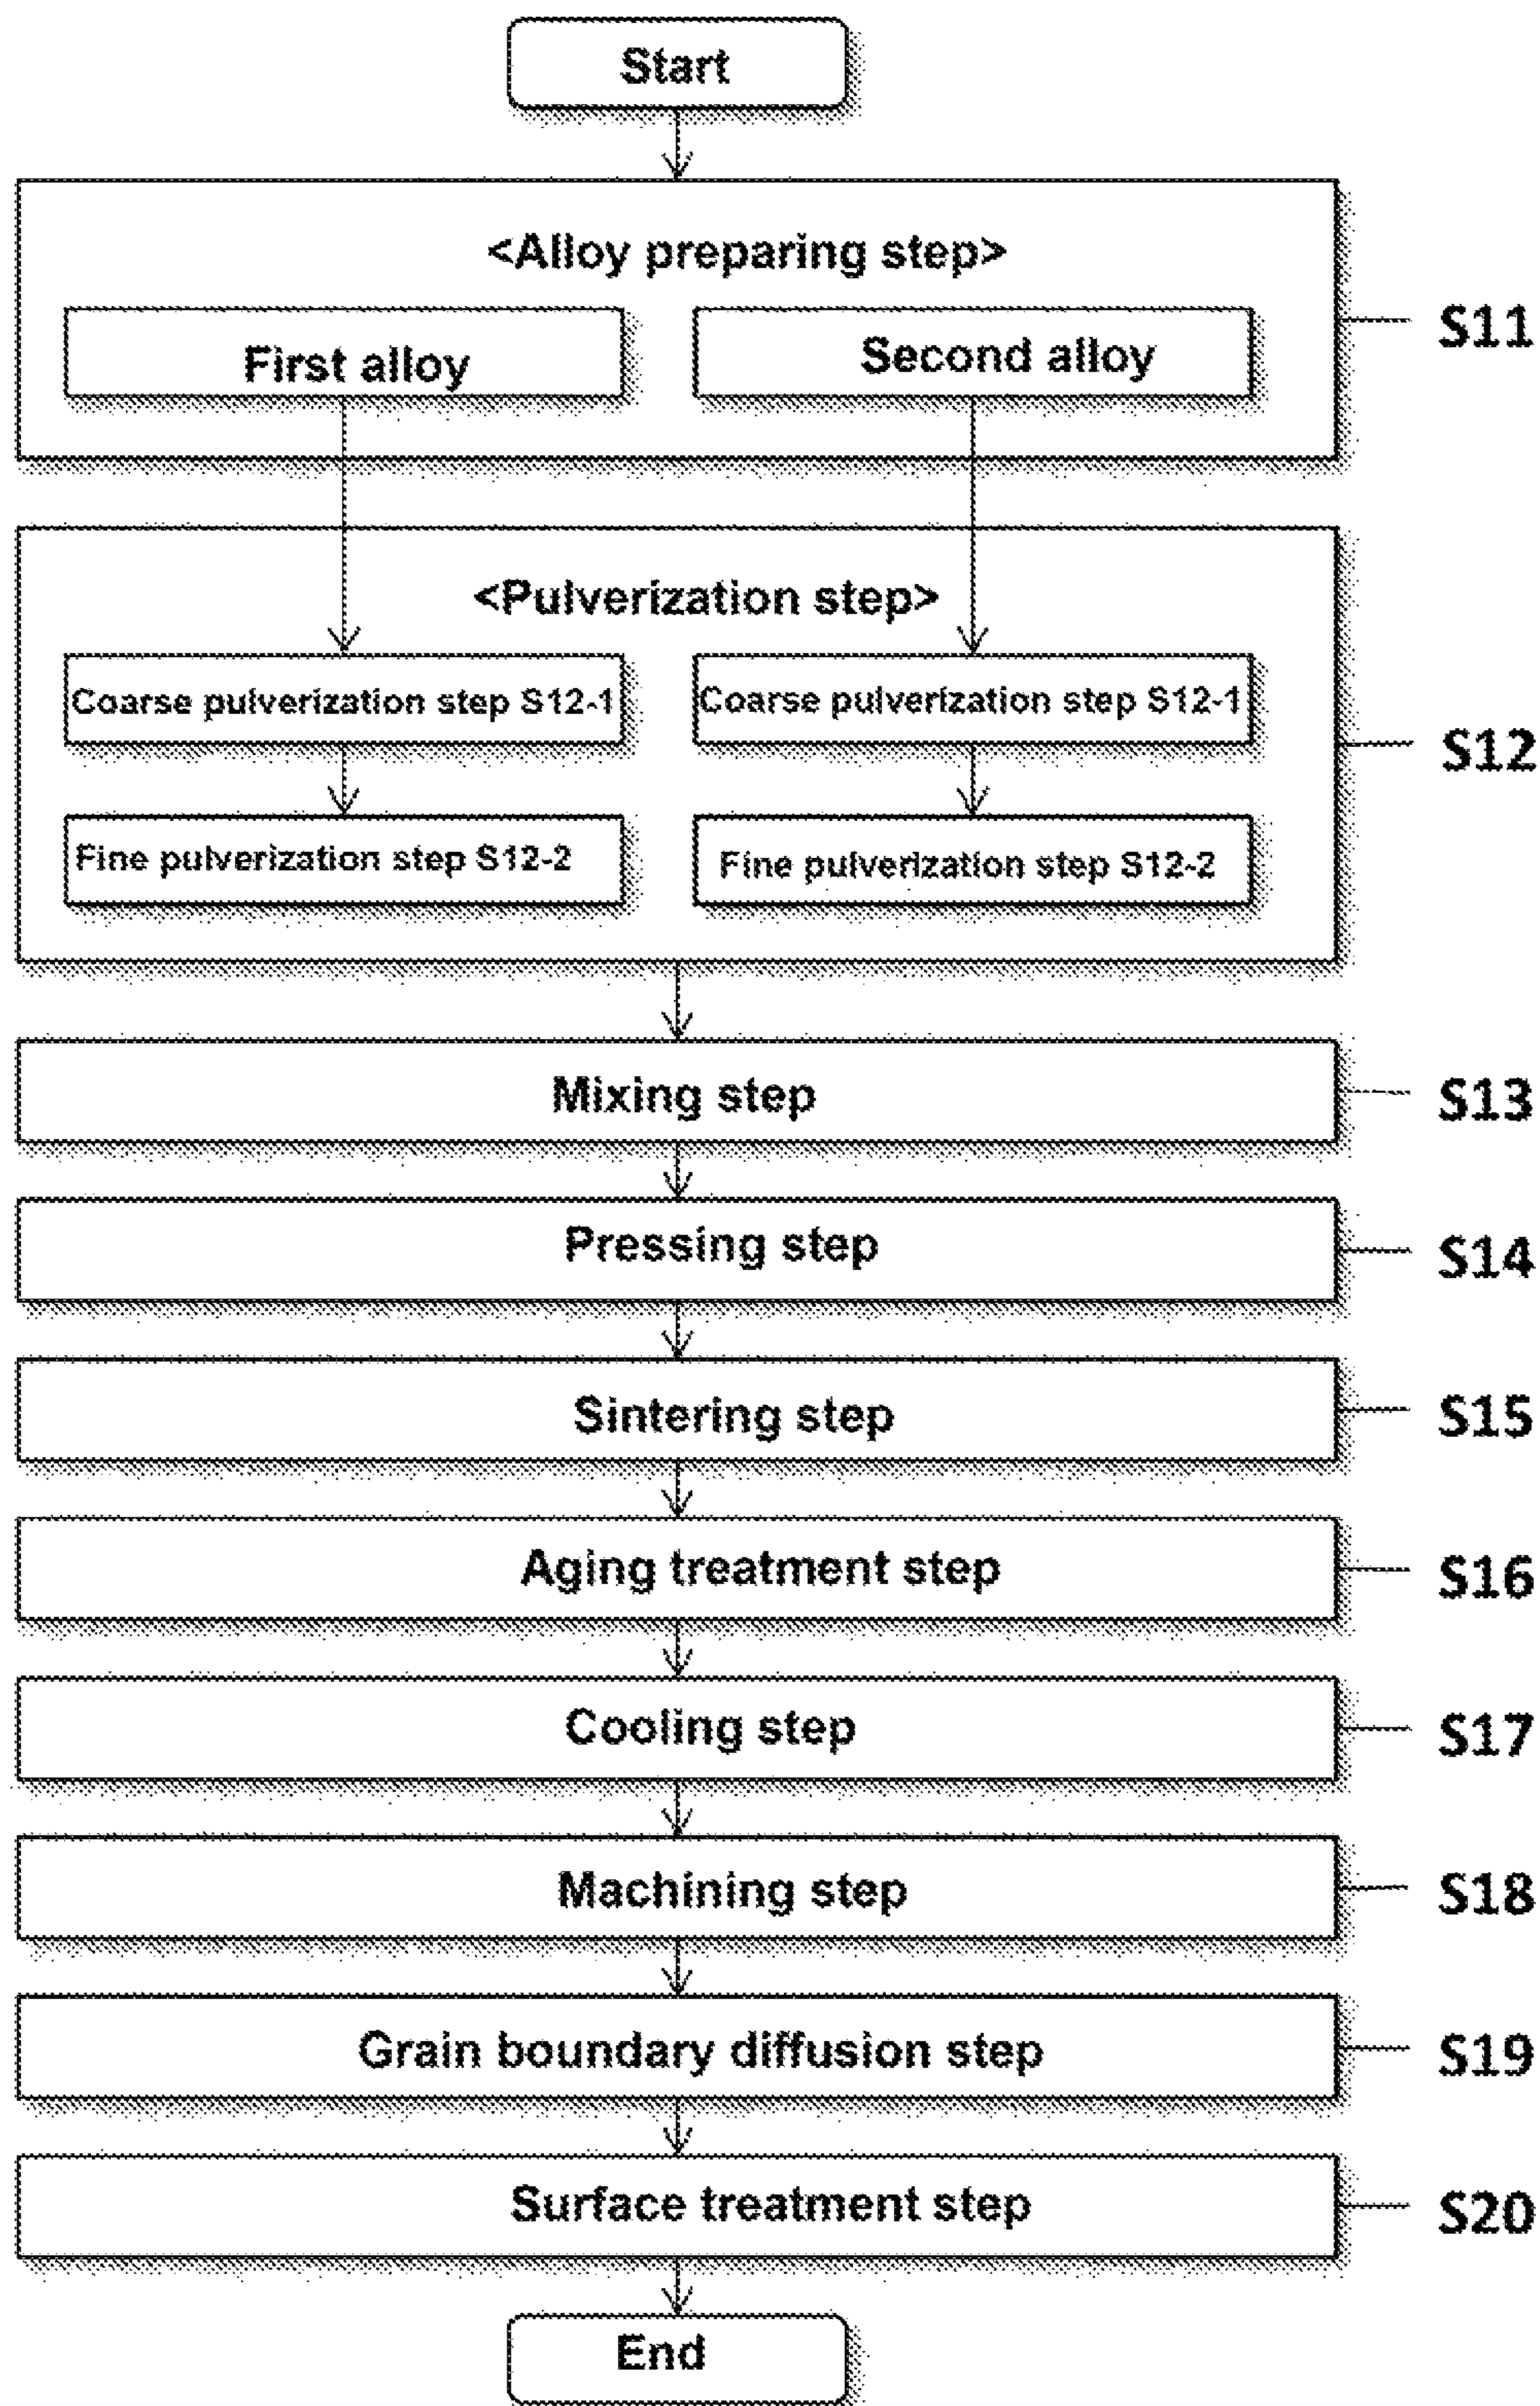 Start
<Alloy preparing step>
First alloy
Second alloy
S11
<Pulverization step>
Coarse pulverization step S12-1
Coarse pulverization step S12-1
S12
Fine pulverization step S12-2
Fine pulverization step S12-2
Mixing step
S13
Pressing step
S14
Sintering step
S15
Aging treatment step
S16
Cooling step
S17
Machining step
S18
Grain boundary diffusion step
S19
Surface treatment step
S20
End